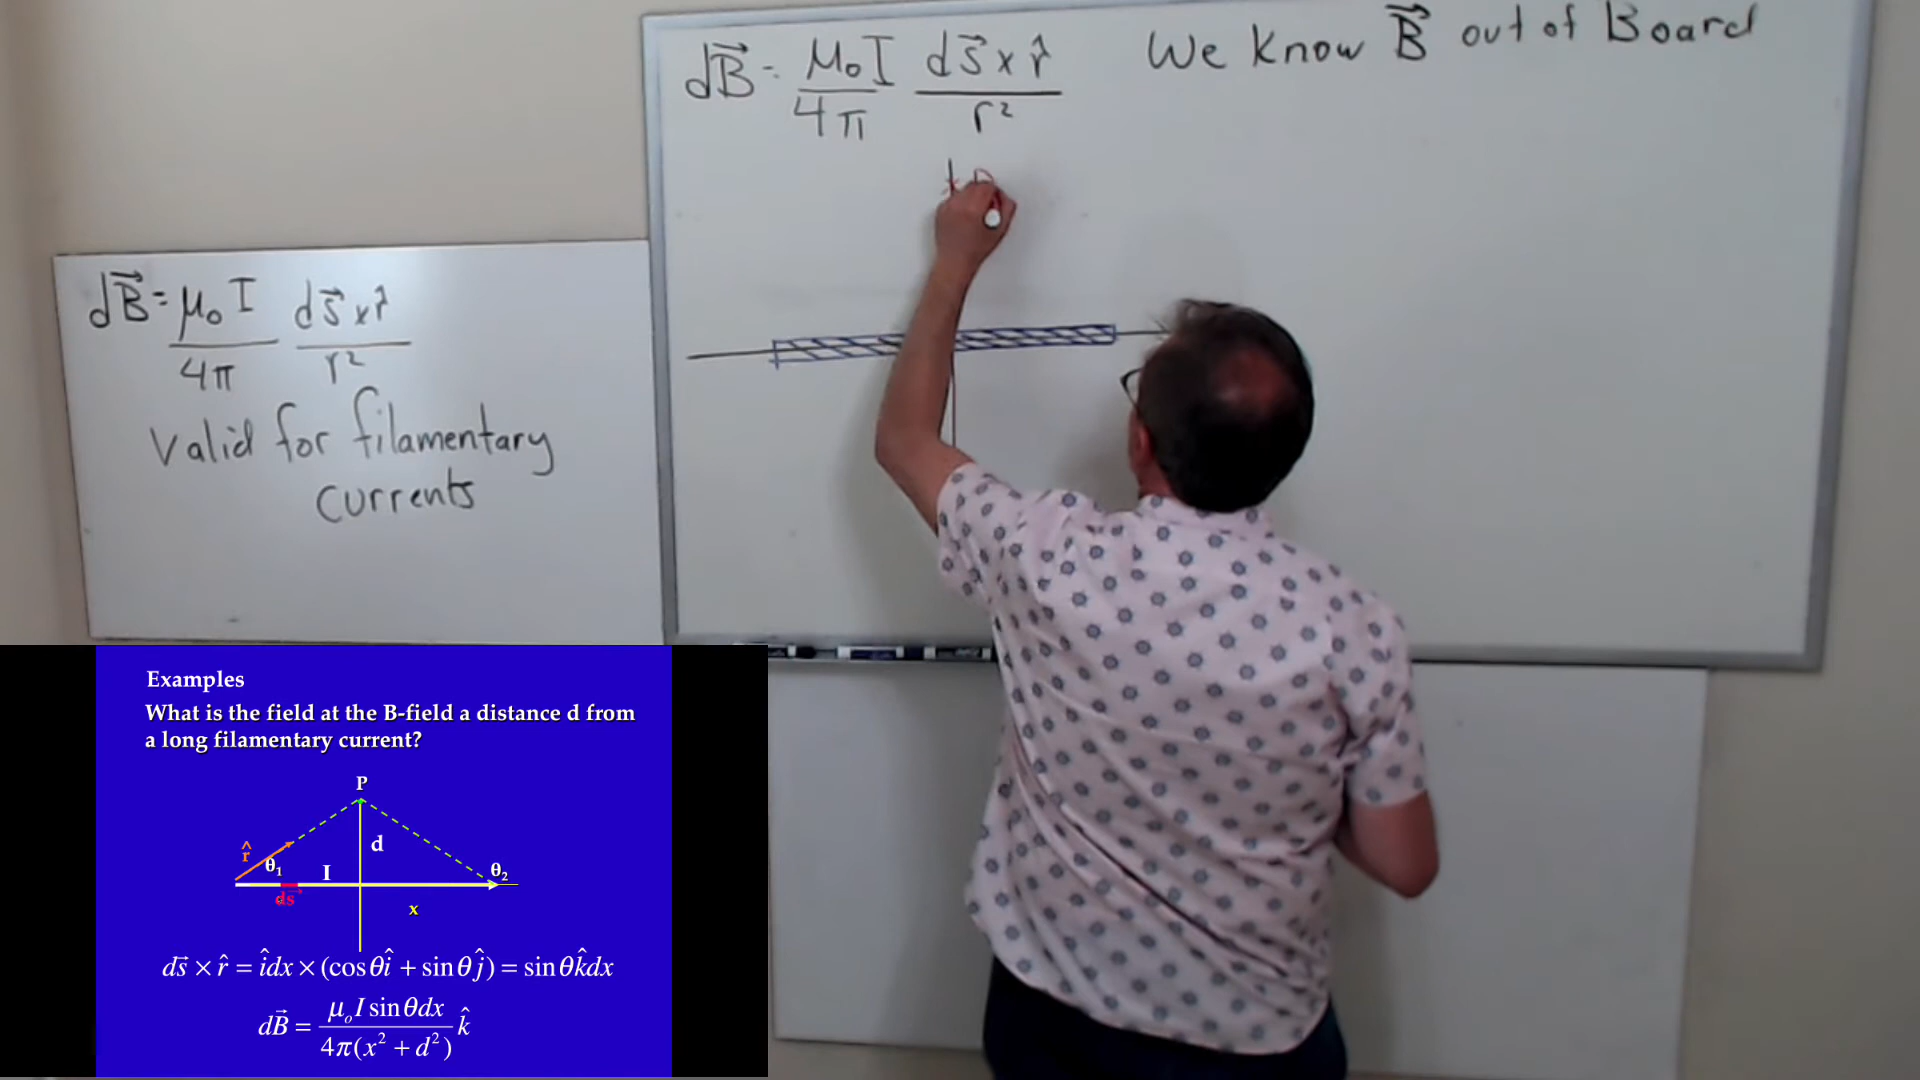 dB⃗ = μ₀I/4π ds⃗ x r̂/r²
We Know B⃗ out of Board
dB⃗ = μ₀I/4π ds⃗ x r̂/r²
Valid for filamentary
currents
Examples
What is the field at the B-field a distance d from
a long filamentary current?
P
d
r̂ θ₁ I θ₂
ds⃗ x
ds⃗ × r̂ = îdx × (cosθî + sinθĵ) = sinθk̂dx
dB⃗ = μₒI sinθdx/4π(x² + d²) k̂